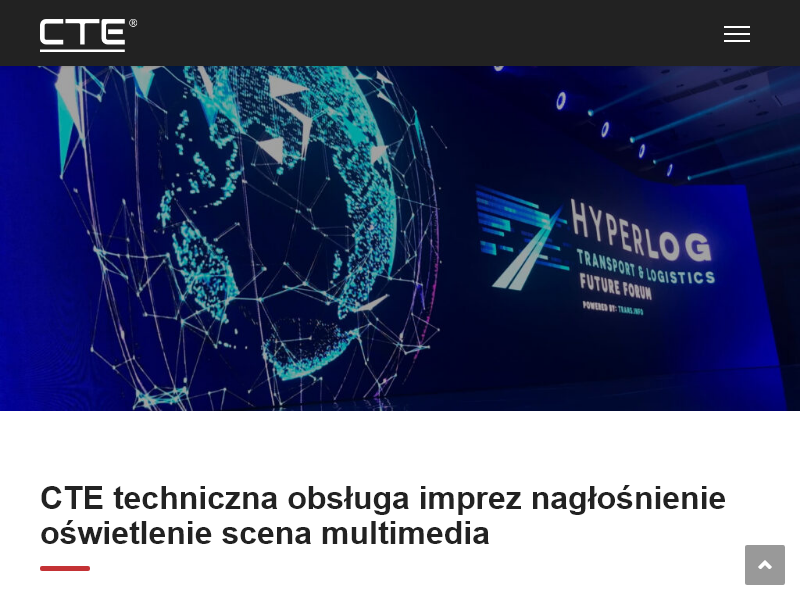 CTE®
HYPERLOG
TRANSPORT & LOGISTICS
FUTURE FORUM
POWERED BY: TRANS.INFO
CTE techniczna obsługa imprez nagłośnienie
oświetlenie scena multimedia